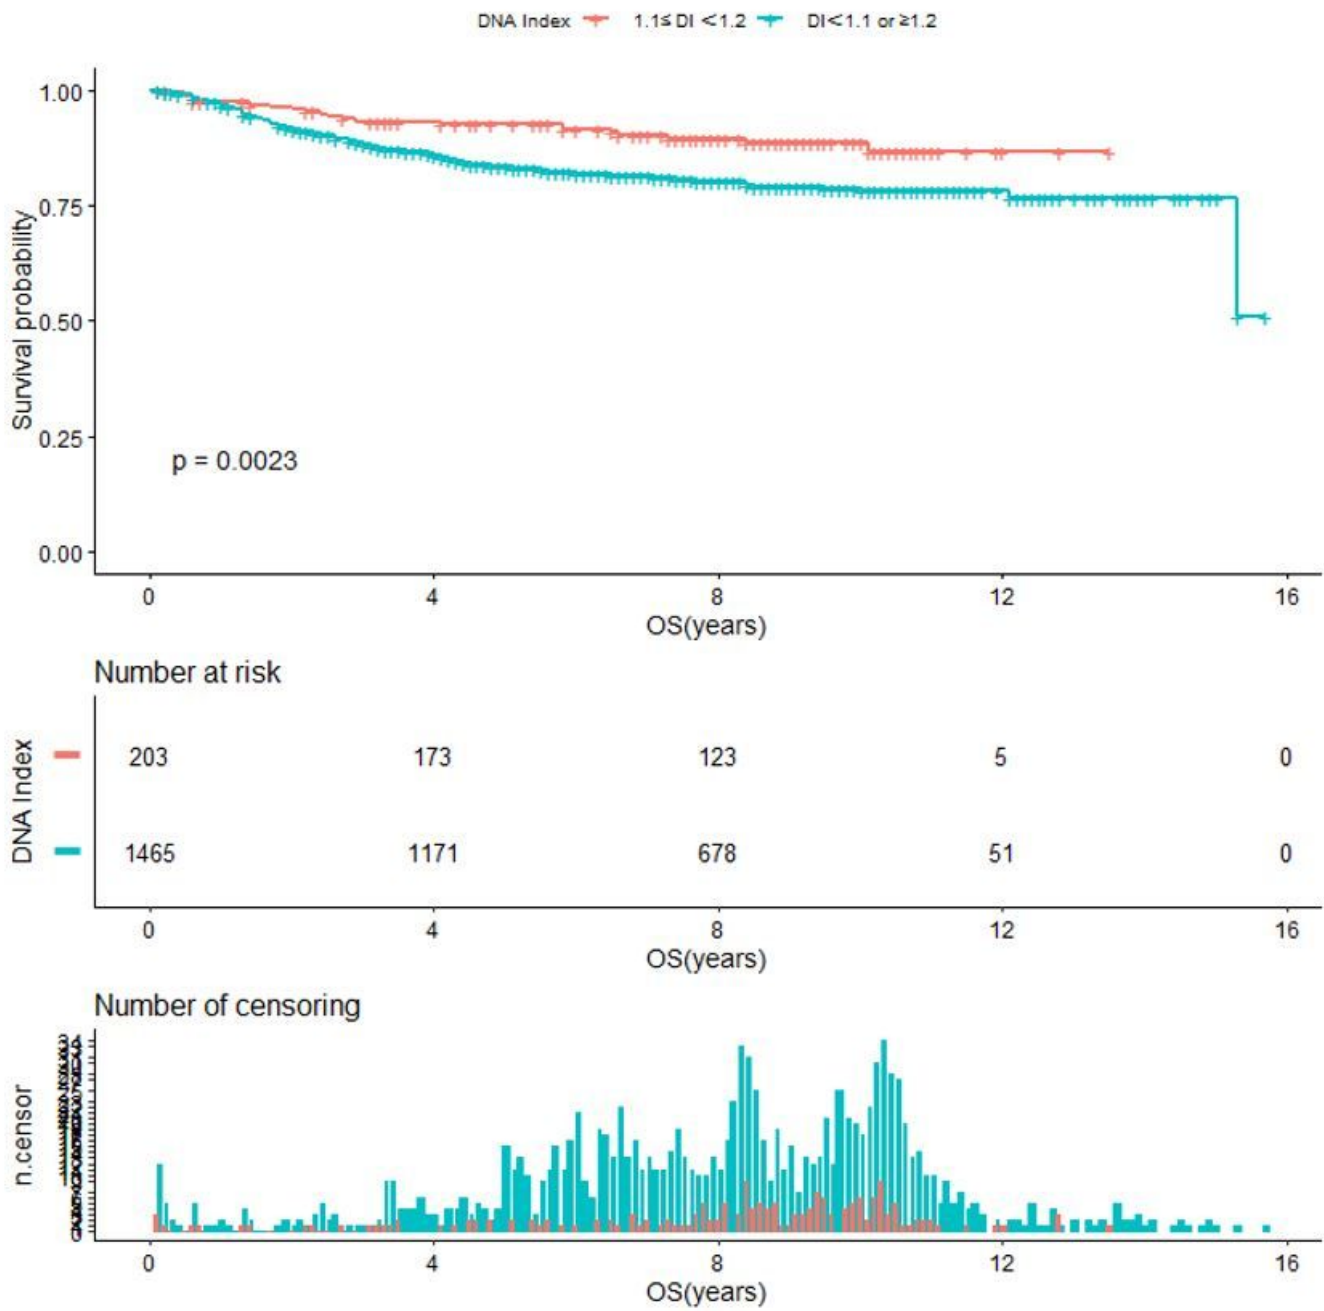 DNA Index 1.1≤ DI <1.2 DI<1.1 or ≥1.2
1.00
0.75
0.50
0.25
0.00
Survival probability
p = 0.0023
0 4 8 12 16
OS(years)
Number at risk
DNA Index
203 173 123 5 0
1465 1171 678 51 0
0 4 8 12 16
OS(years)
Number of censoring
n.censor
34
0
0 4 8 12 16
OS(years)